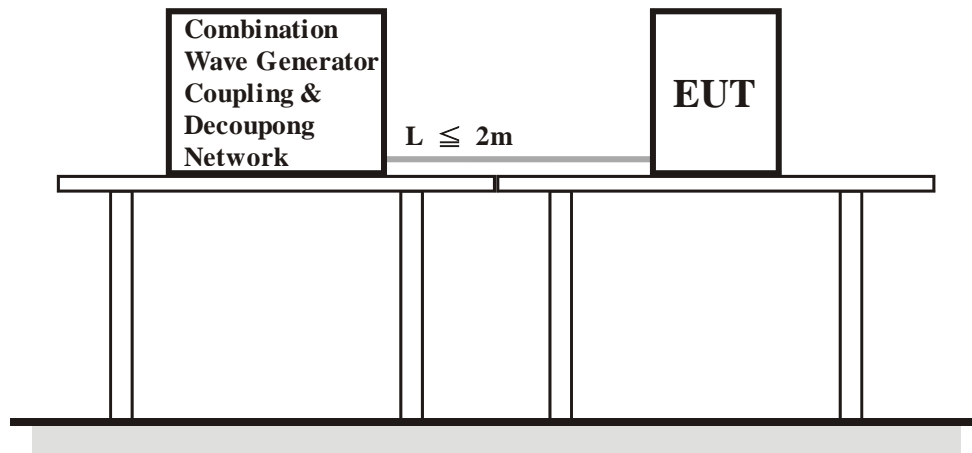 Combination
Wave Generator
Coupling &
Decoupong
Network
L ≦ 2m
EUT